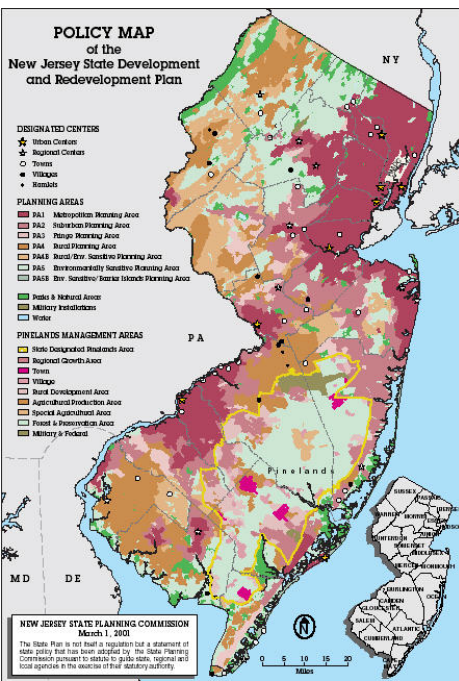 POLICY MAP
of the
New Jersey State Development
and Redevelopment Plan
NY
DESIGNATED CENTERS
Urban Centers
Regional Centers
Towns
Villages
Hamlets
PLANNING AREAS
PA1 Metropolitan Planning Area
PA2 Suburban Planning Area
PA3 Fringe Planning Area
PA4 Rural Planning Area
PA4B Rural/Env. Sensitive Planning Area
PA5 Environmentally Sensitive Planning Area
PA5B Env. Sensitive/Barrier Islands Planning Area
Parks & Natural Areas
Military Installations
Water
PA
PINELANDS MANAGEMENT AREAS
State Designated Pinelands Area
Regional Growth Area
Town
Village
Rural Development Area
Agricultural Production Area
Special Agricultural Area
Forest & Preservation Area
Military & Federal
Pinelands
MD
DE
SUSSEX
PASSAIC
WARREN
MORRIS
SOMERSET
MIDDLESEX
MERCER
MONMOUTH
BURLINGTON
CAMDEN
GLOUCESTER
SALEM
ATLANTIC
CUMBERLAND
NEW JERSEY STATE PLANNING COMMISSION
March 1, 2001
The State Plan is not itself a regulation but a statement of
state policy that has been adopted by the State Planning
Commission pursuant to statute to guide state, regional and
local agencies in the exercise of their statutory authority.
N
0 5 10 15 20
Miles